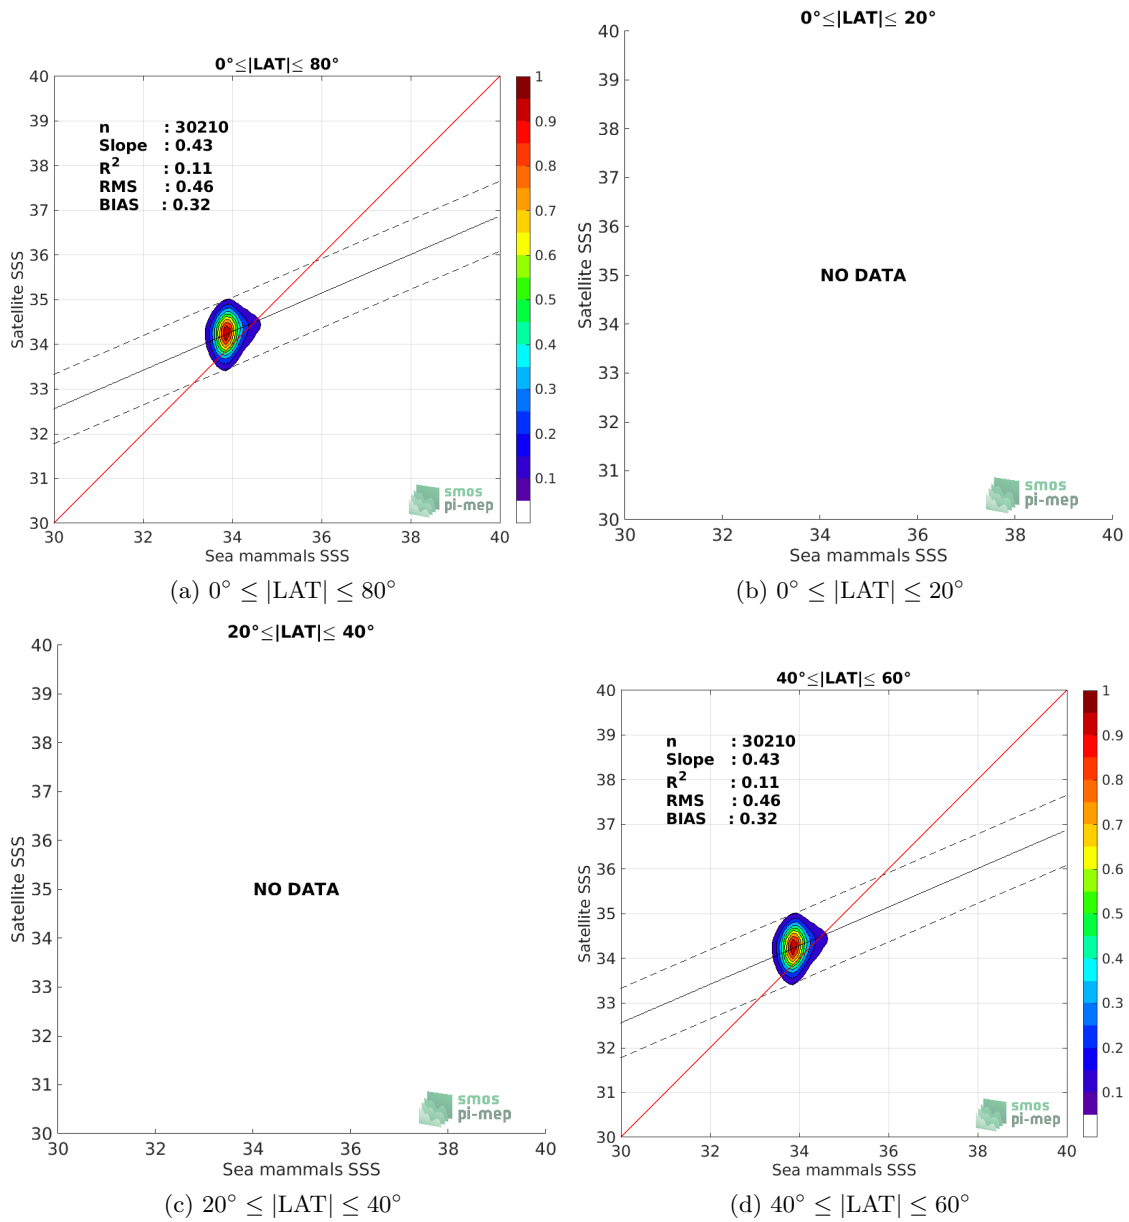 0°≤|LAT|≤ 80°
40
39
38
37
36
35
34
33
32
31
30
n : 30210
Slope : 0.43
R² : 0.11
RMS : 0.46
BIAS : 0.32
Satellite SSS
30 32 34 36 38 40
Sea mammals SSS
1
0.9
0.8
0.7
0.6
0.5
0.4
0.3
0.2
0.1
smos
pi-mep
(a) 0° ≤ |LAT| ≤ 80°
0°≤|LAT|≤ 20°
40
39
38
37
36
35
34
33
32
31
30
Satellite SSS
NO DATA
smos
pi-mep
30 32 34 36 38 40
Sea mammals SSS
(b) 0° ≤ |LAT| ≤ 20°
20°≤|LAT|≤ 40°
40
39
38
37
36
35
34
33
32
31
30
Satellite SSS
NO DATA
smos
pi-mep
30 32 34 36 38 40
Sea mammals SSS
(c) 20° ≤ |LAT| ≤ 40°
40°≤|LAT|≤ 60°
40
39
38
37
36
35
34
33
32
31
30
n : 30210
Slope : 0.43
R² : 0.11
RMS : 0.46
BIAS : 0.32
Satellite SSS
30 32 34 36 38 40
Sea mammals SSS
1
0.9
0.8
0.7
0.6
0.5
0.4
0.3
0.2
0.1
smos
pi-mep
(d) 40° ≤ |LAT| ≤ 60°